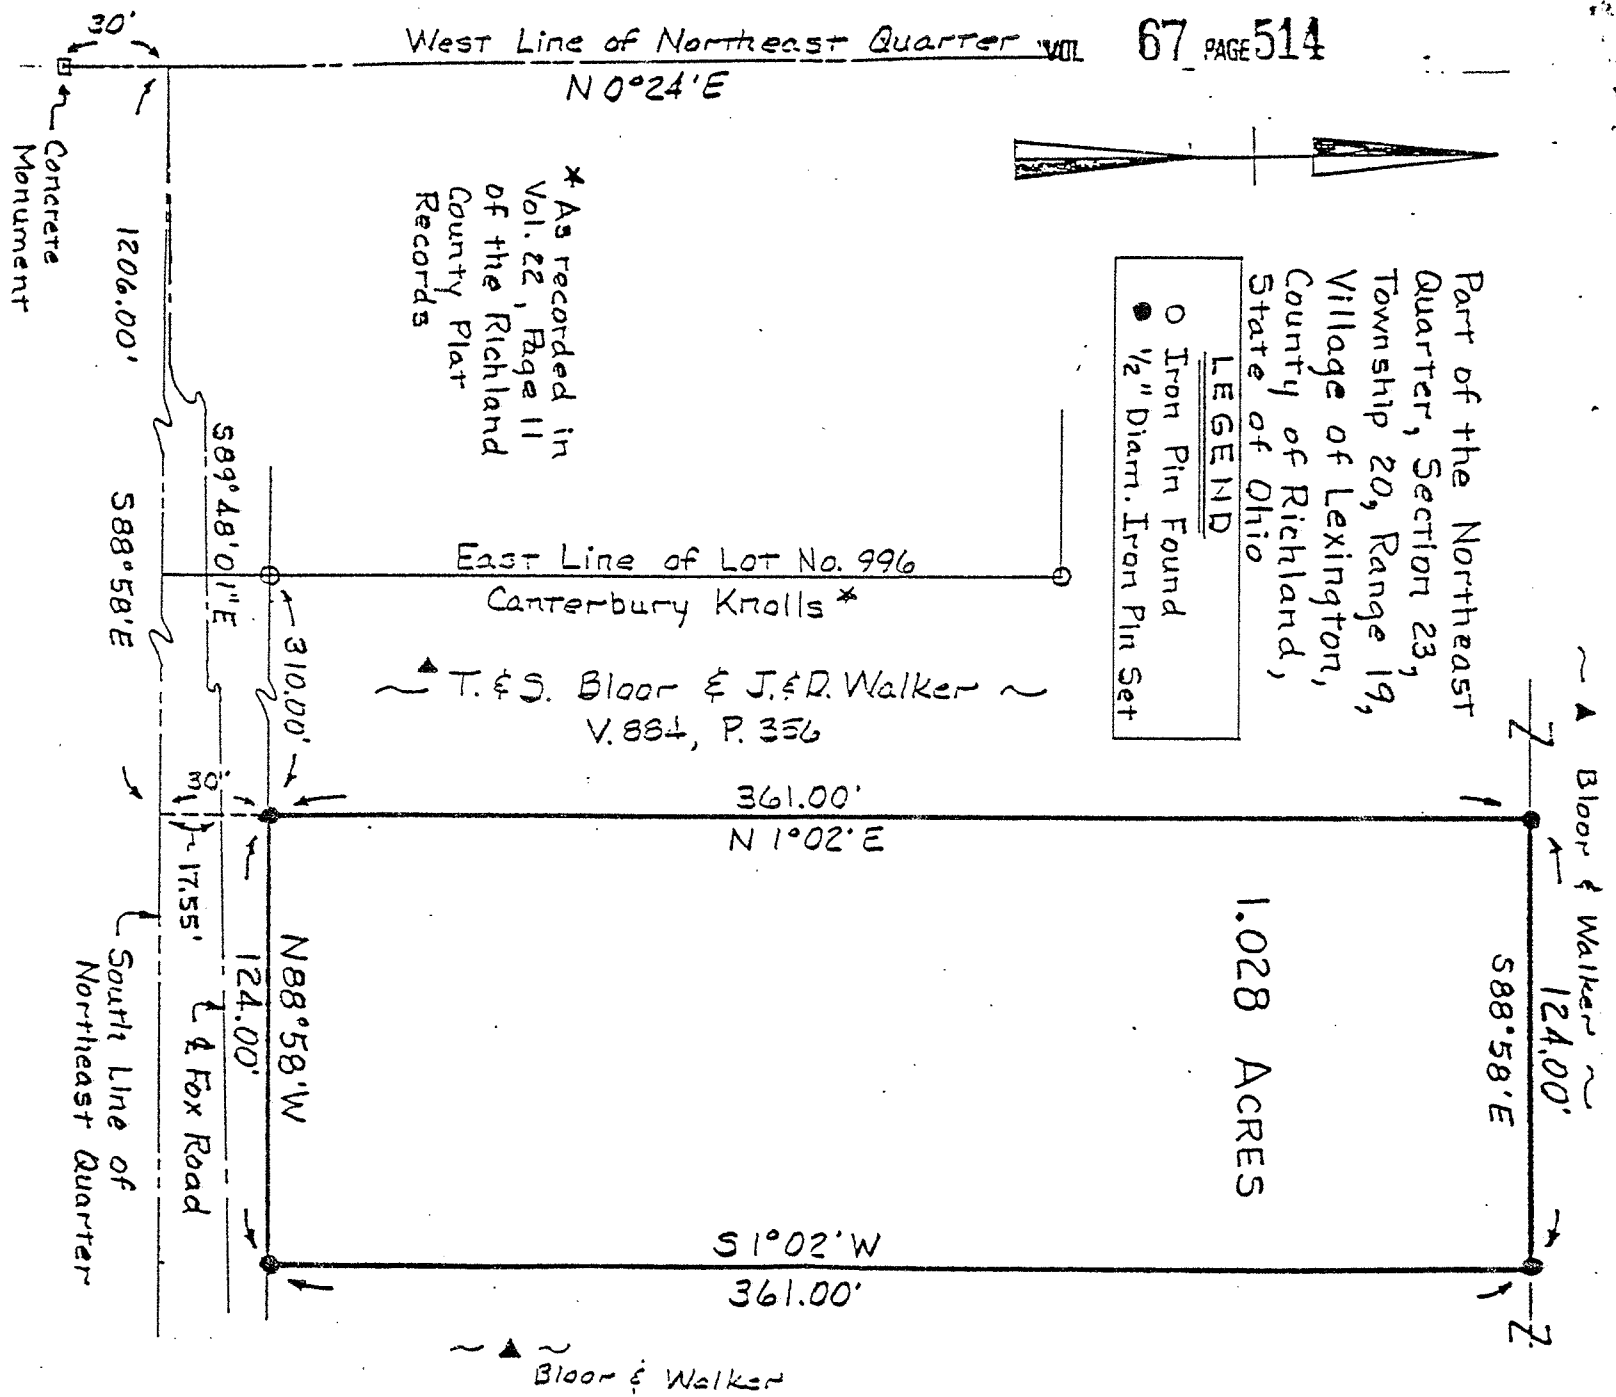 30'
West Line of Northeast Quarter
VOL 67 PAGE 514
N 0°24'E
Concrete
Monument
1206.00'
* As recorded in
Vol. 22, Page 11
of the Richland
County Plat
Records
Part of the Northeast
Quarter, Section 23,
Township 20, Range 19,
Village of Lexington,
County of Richland,
State of Ohio
LEGEND
O Iron Pin Found
● 1/2" Diam. Iron Pin Set
S89°48'01"E
S88°58'E
East Line of Lot No. 996
Canterbury Knolls *
310.00'
~ ▲ T. & S. Bloor & J. & D. Walker ~
V. 884, P. 356
~ ▲ Bloor & Walker ~
30'
361.00'
N 1°02'E
17.55'
℄ Fox Road
South Line of
Northeast Quarter
N88°58'W
124.00'
1.028 ACRES
124.00'
S88°58'E
S 1°02'W
361.00'
~ ▲ ~
Bloor & Walker